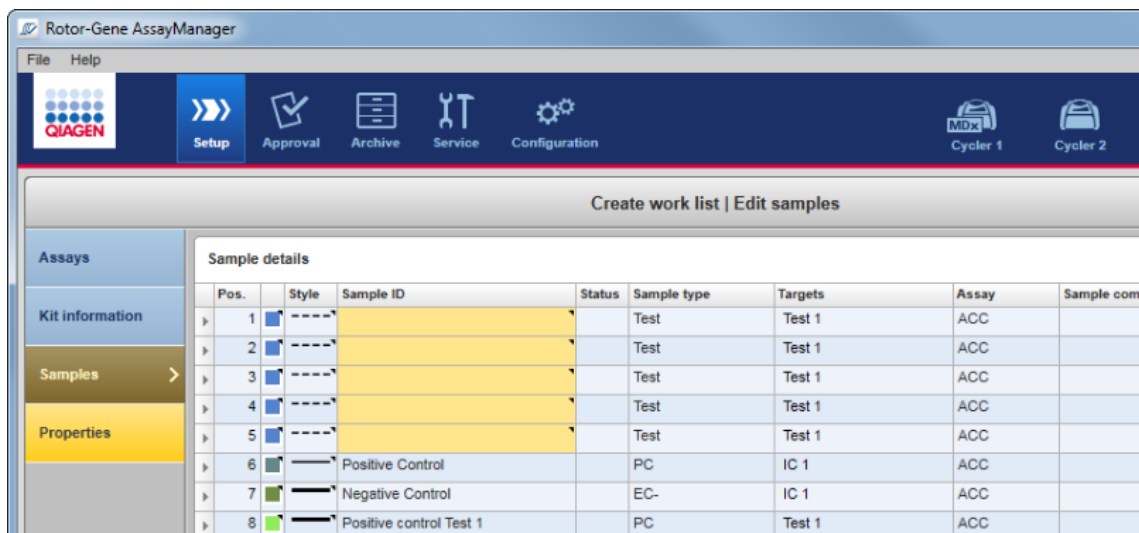 Rotor-Gene AssayManager
File Help
QIAGEN
Setup Approval Archive Service Configuration MDx Cycler 1 Cycler 2
Create work list | Edit samples
Assays
Kit information
Samples
Properties
Sample details
Pos. Style Sample ID Status Sample type Targets Assay Sample com
1 Test Test 1 ACC
2 Test Test 1 ACC
3 Test Test 1 ACC
4 Test Test 1 ACC
5 Test Test 1 ACC
6 Positive Control PC IC 1 ACC
7 Negative Control EC- IC 1 ACC
8 Positive control Test 1 PC Test 1 ACC